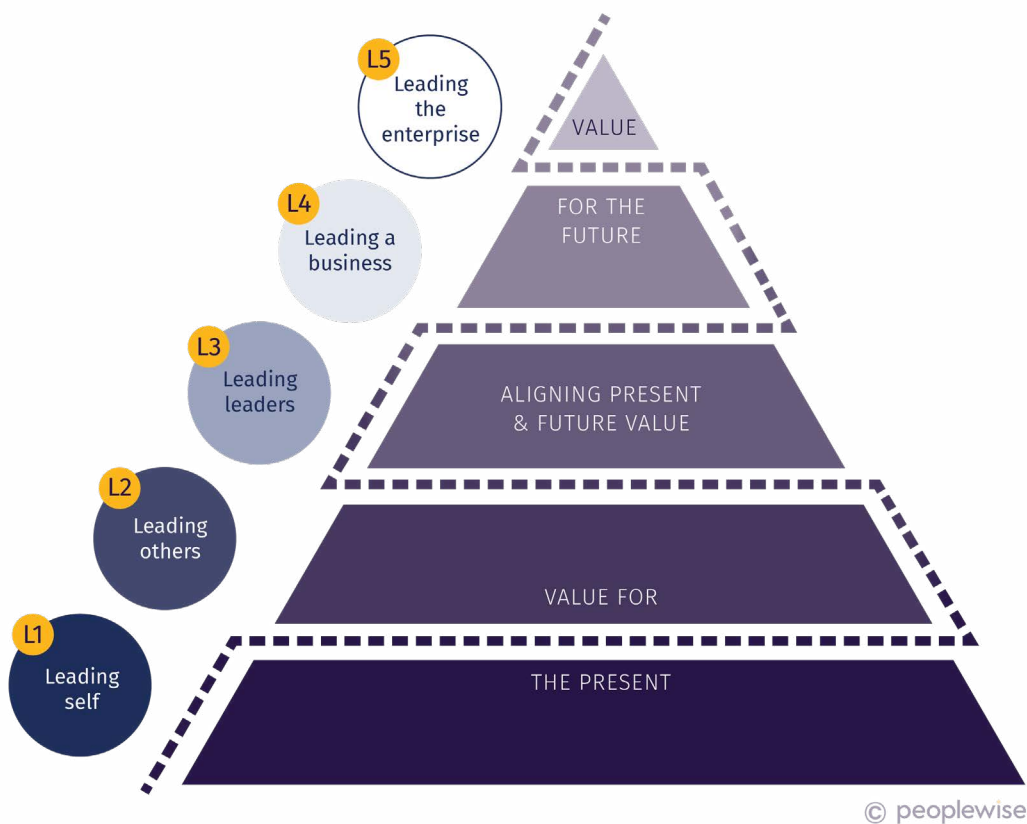 L5
Leading
the
enterprise
VALUE
L4
Leading a
business
FOR THE
FUTURE
L3
Leading
leaders
ALIGNING PRESENT
& FUTURE VALUE
L2
Leading
others
VALUE FOR
L1
Leading
self
THE PRESENT
© peoplewise